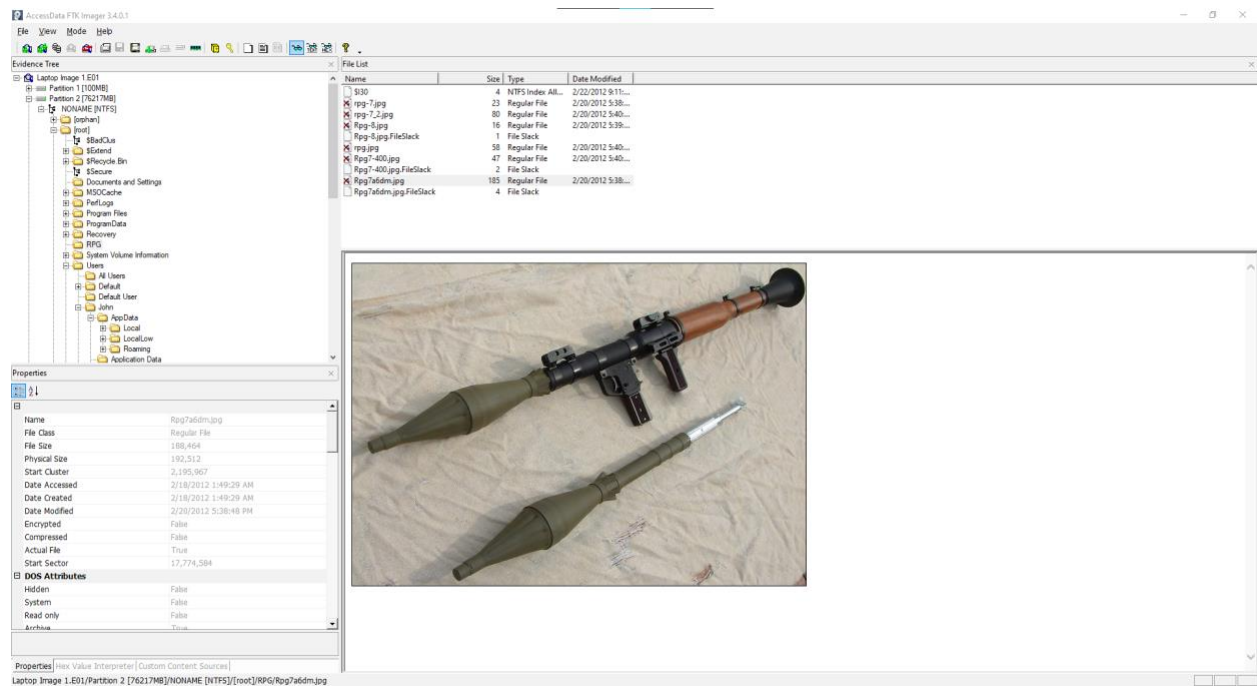 AccessData FTK Imager 3.4.0.1
File View Mode Help
Evidence Tree
Laptop Image 1.E01
Partition 1 [100MB]
Partition 2 [76217MB]
NONAME [NTFS]
[orphan]
[root]
$BadClus
$Extend
$Recycle.Bin
$Secure
Documents and Settings
MSOCache
PerfLogs
Program Files
ProgramData
Recovery
RPG
System Volume Information
Users
All Users
Default
Default User
John
AppData
Local
LocalLow
Roaming
Application Data
File List
Name Size Type Date Modified
$I30 4 NTFS Index All... 2/22/2012 9:11:...
rpg-7.jpg 23 Regular File 2/20/2012 5:38:...
rpg-7_2.jpg 80 Regular File 2/20/2012 5:40:...
Rpg-8.jpg 16 Regular File 2/20/2012 5:39:...
Rpg-8.jpg.FileSlack 1 File Slack
rpg.jpg 58 Regular File 2/20/2012 5:40:...
Rpg7-400.jpg 47 Regular File 2/20/2012 5:40:...
Rpg7-400.jpg.FileSlack 2 File Slack
Rpg7a6dm.jpg 185 Regular File 2/20/2012 5:38:...
Rpg7a6dm.jpg.FileSlack 4 File Slack
Properties
Name Rpg7a6dm.jpg
File Class Regular File
File Size 188,464
Physical Size 192,512
Start Cluster 2,195,967
Date Accessed 2/18/2012 1:49:29 AM
Date Created 2/18/2012 1:49:29 AM
Date Modified 2/20/2012 5:38:48 PM
Encrypted False
Compressed False
Actual File True
Start Sector 17,774,584
DOS Attributes
Hidden False
System False
Read only False
Archive True
Properties Hex Value Interpreter Custom Content Sources
Laptop Image 1.E01/Partition 2 [76217MB]/NONAME [NTFS]/[root]/RPG/Rpg7a6dm.jpg